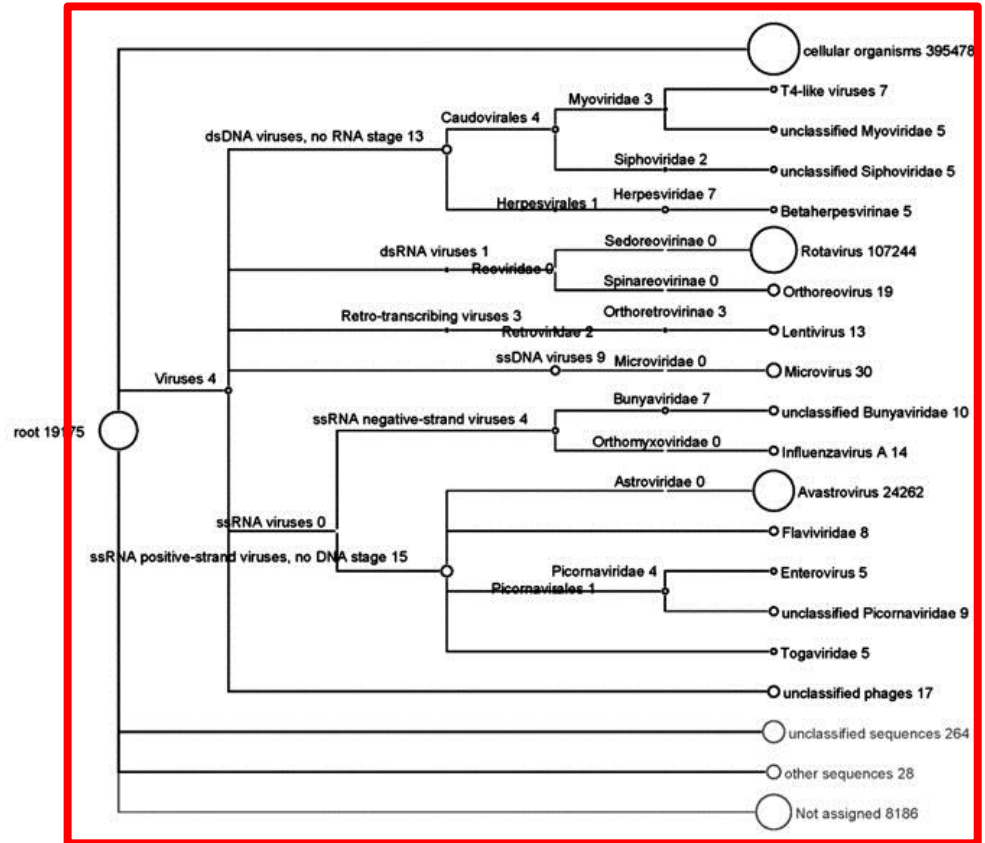 cellular organisms 395478
T4-like viruses 7
Myoviridae 3
Caudovirales 4
unclassified Myoviridae 5
dsDNA viruses, no RNA stage 13
Siphoviridae 2
unclassified Siphoviridae 5
Herpesvirales 1
Herpesviridae 7
Betaherpesvirinae 5
Sedoreovirinae 0
Rotavirus 107244
dsRNA viruses 1
Reoviridae 0
Spinareovirinae 0
Orthoreovirus 19
Retro-transcribing viruses 3
Orthoretrovirinae 3
Retroviridae 2
Lentivirus 13
ssDNA viruses 9
Microviridae 0
Microvirus 30
Viruses 4
Bunyaviridae 7
unclassified Bunyaviridae 10
ssRNA negative-strand viruses 4
root 19175
Orthomyxoviridae 0
Influenzavirus A 14
Astroviridae 0
Avastrovirus 24262
ssRNA viruses 0
Flaviviridae 8
ssRNA positive-strand viruses, no DNA stage 15
Picornaviridae 4
Enterovirus 5
Picornavirales 1
unclassified Picornaviridae 9
Togaviridae 5
unclassified phages 17
unclassified sequences 264
other sequences 28
Not assigned 8186